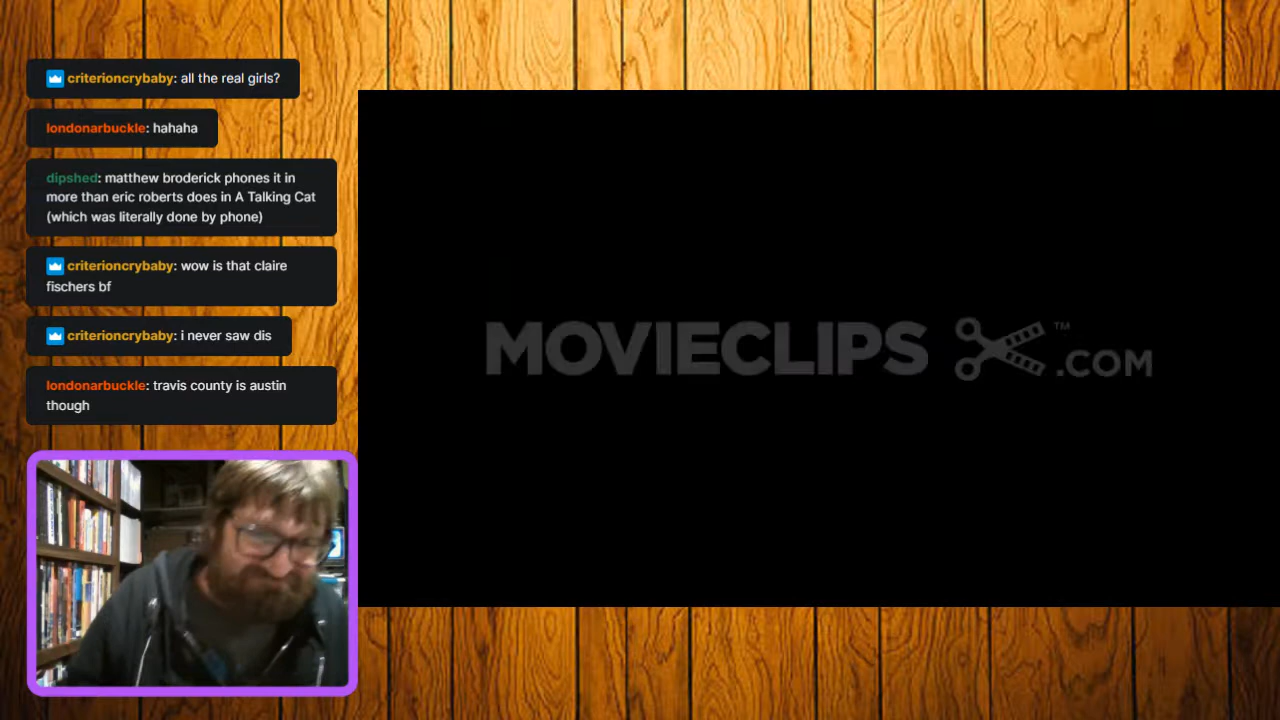 criterioncrybaby: all the real girls?
londonarbuckle: hahaha
dipshed: matthew broderick phones it in
more than eric roberts does in A Talking Cat
(which was literally done by phone)
criterioncrybaby: wow is that claire
fischers bf
criterioncrybaby: i never saw dis
londonarbuckle: travis county is austin
though
MOVIECLIPS ™ .COM